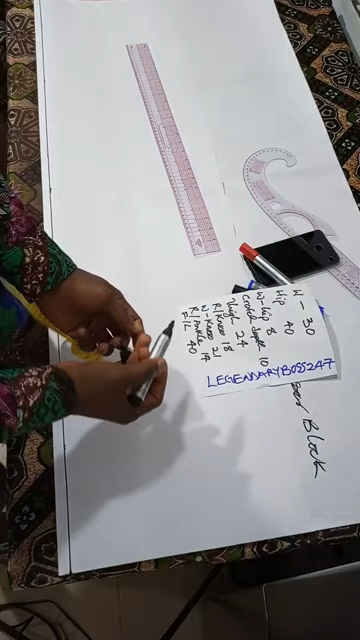 W - 30
Hip 40
W-Hip 8
Crotch depth 10
Thigh 24
R/Knee 18
W-Knee 21
R/Ankle
F/L 40
LEGENDARYBOSS247
Block